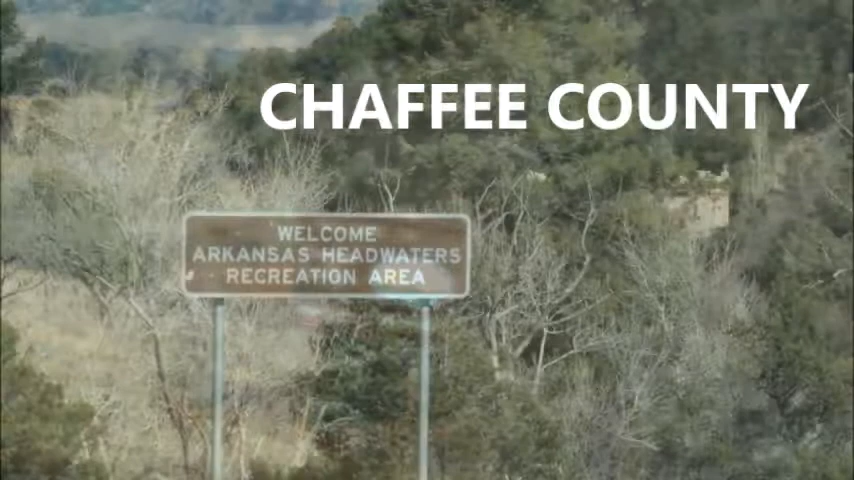 CHAFFEE COUNTY
WELCOME
ARKANSAS HEADWATERS
RECREATION AREA